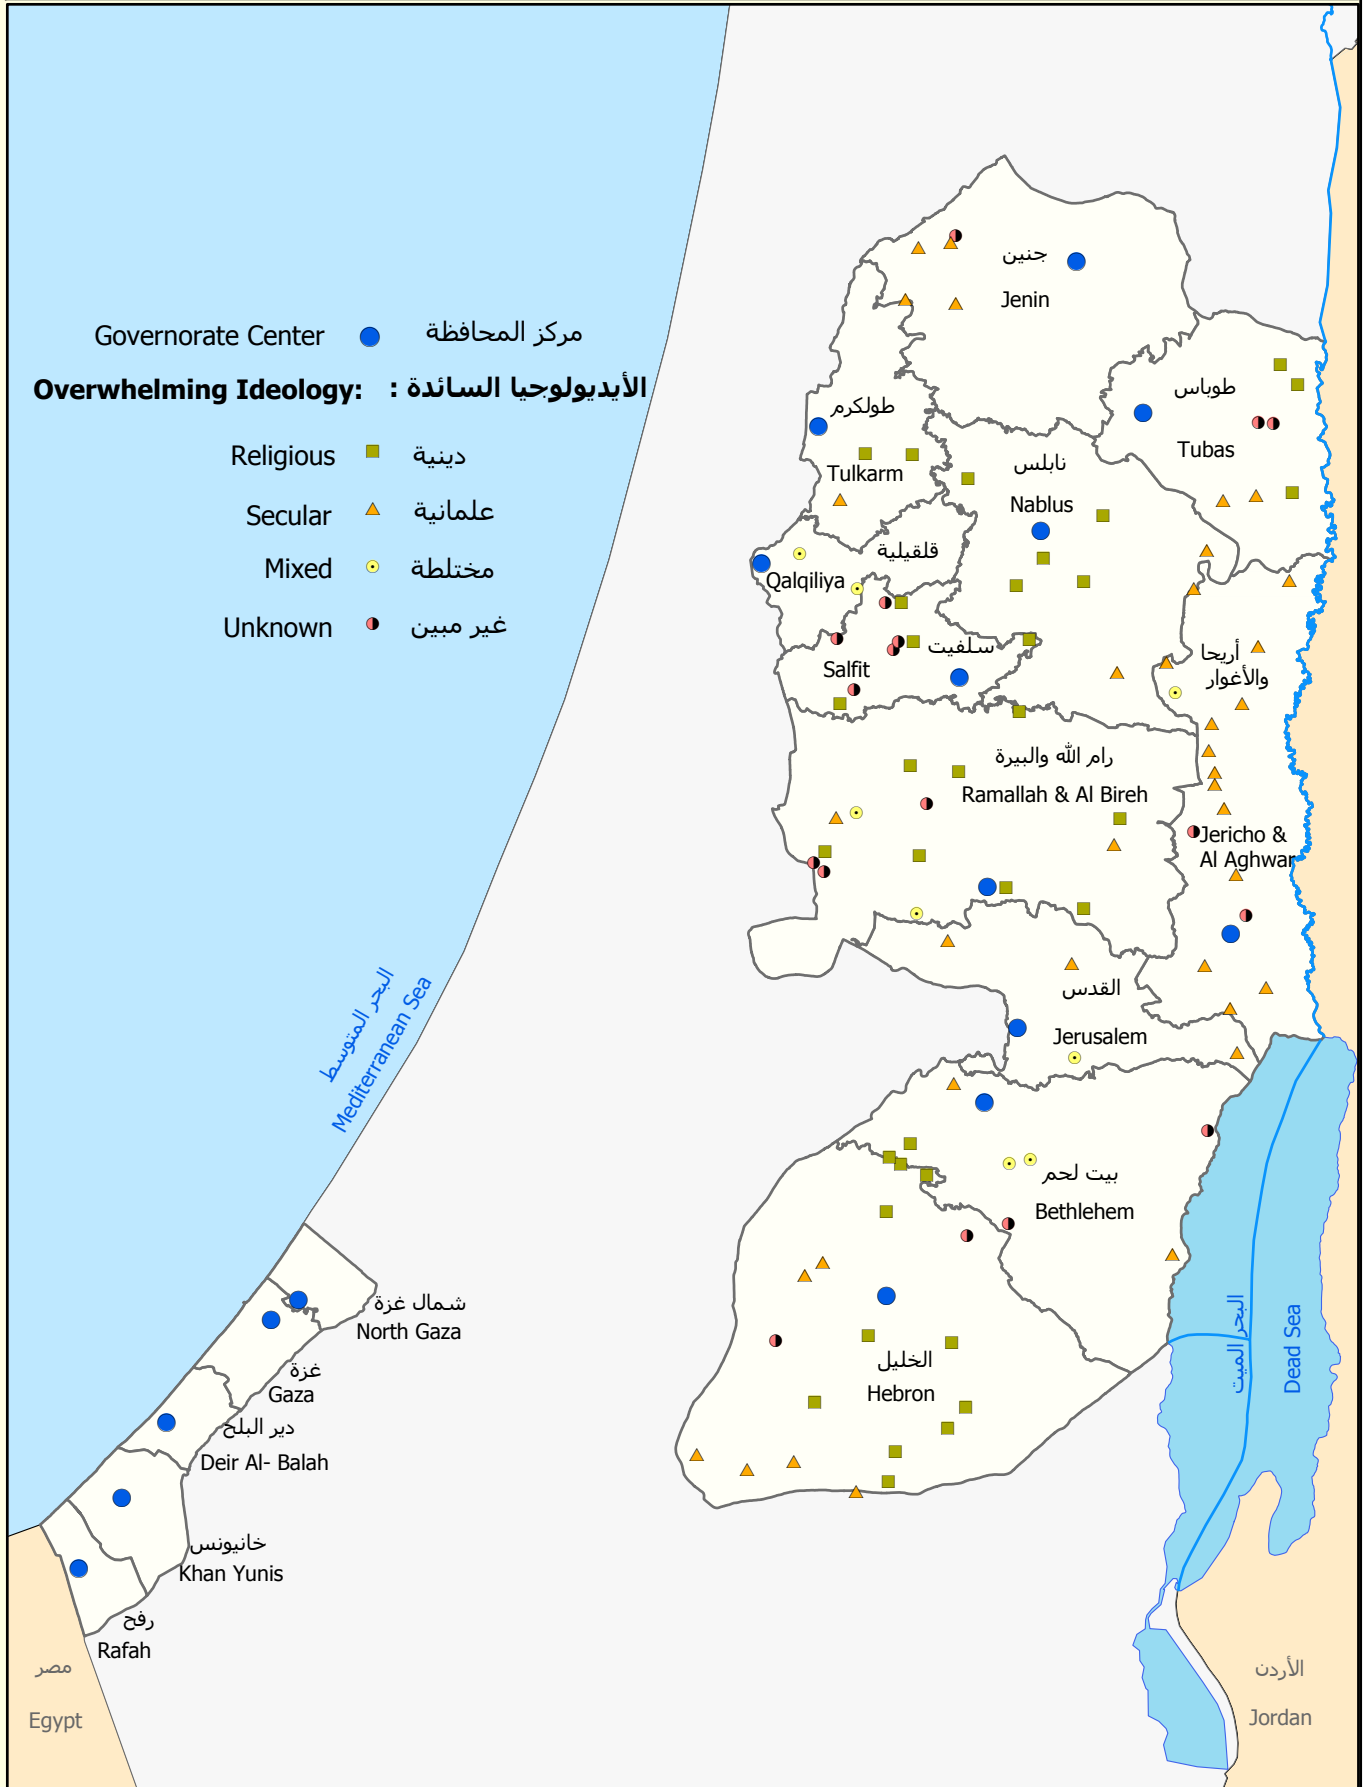 Governorate Center مركز المحافظة
Overwhelming Ideology: الأيديولوجيا السائدة :
Religious دينية
Secular علمانية
Mixed مختلطة
Unknown غير مبين
جنين
Jenin
طوباس
Tubas
طولكرم
Tulkarm
نابلس
Nablus
قلقيلية
Qalqiliya
سلفيت
Salfit
أريحا
والأغوار
Jericho &
Al Aghwar
رام الله والبيرة
Ramallah & Al Bireh
القدس
Jerusalem
بيت لحم
Bethlehem
الخليل
Hebron
البحر المتوسط
Mediterranean Sea
البحر الميت
Dead Sea
شمال غزة
North Gaza
غزة
Gaza
دير البلح
Deir Al- Balah
خانيونس
Khan Yunis
رفح
Rafah
مصر
Egypt
الأردن
Jordan